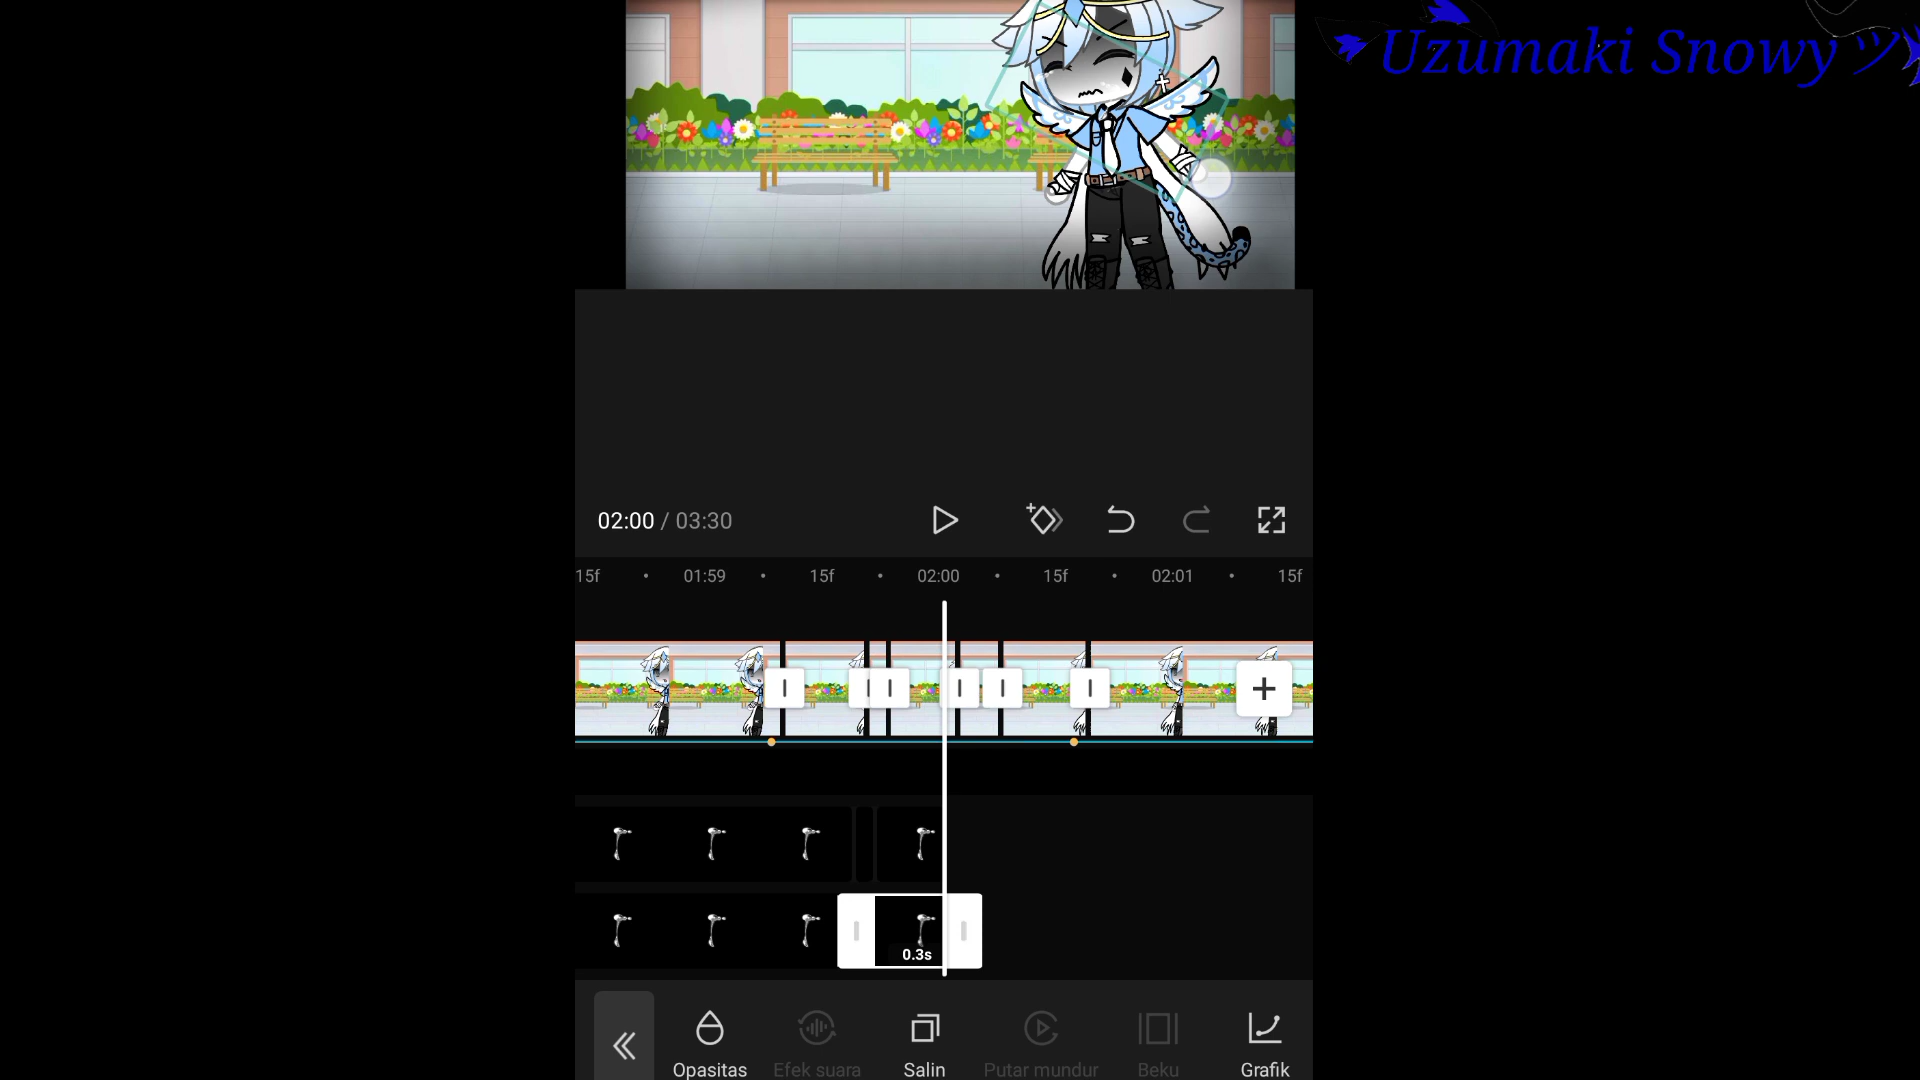 Uzumaki Snowy ツ
02:00 / 03:30
15f 01:59 15f 02:00 15f 02:01 15f
0.3s
Opasitas Efek suara Salin Putar mundur Beku Grafik